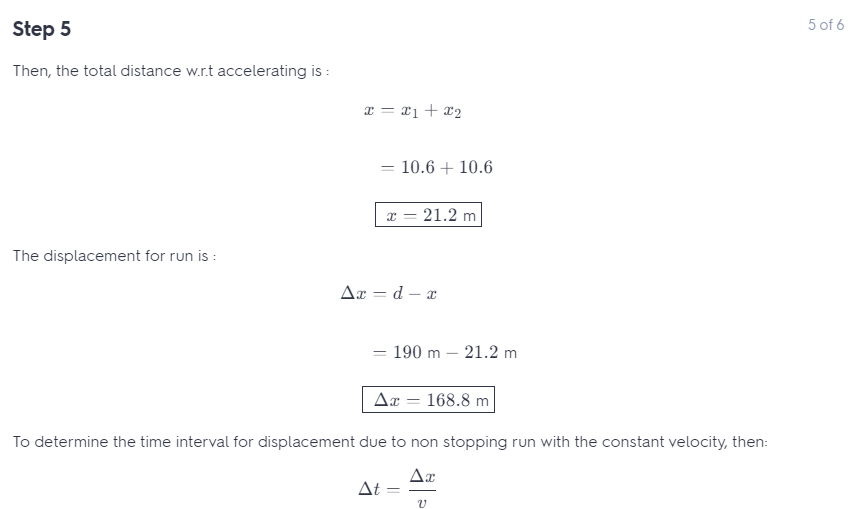 Step 5
5 of 6
Then, the total distance w.r.t accelerating is :
x = x₁ + x₂
= 10.6 + 10.6
x = 21.2 m
The displacement for run is :
Δx = d − x
= 190 m − 21.2 m
Δx = 168.8 m
To determine the time interval for displacement due to non stopping run with the constant velocity, then:
Δt = Δx / v